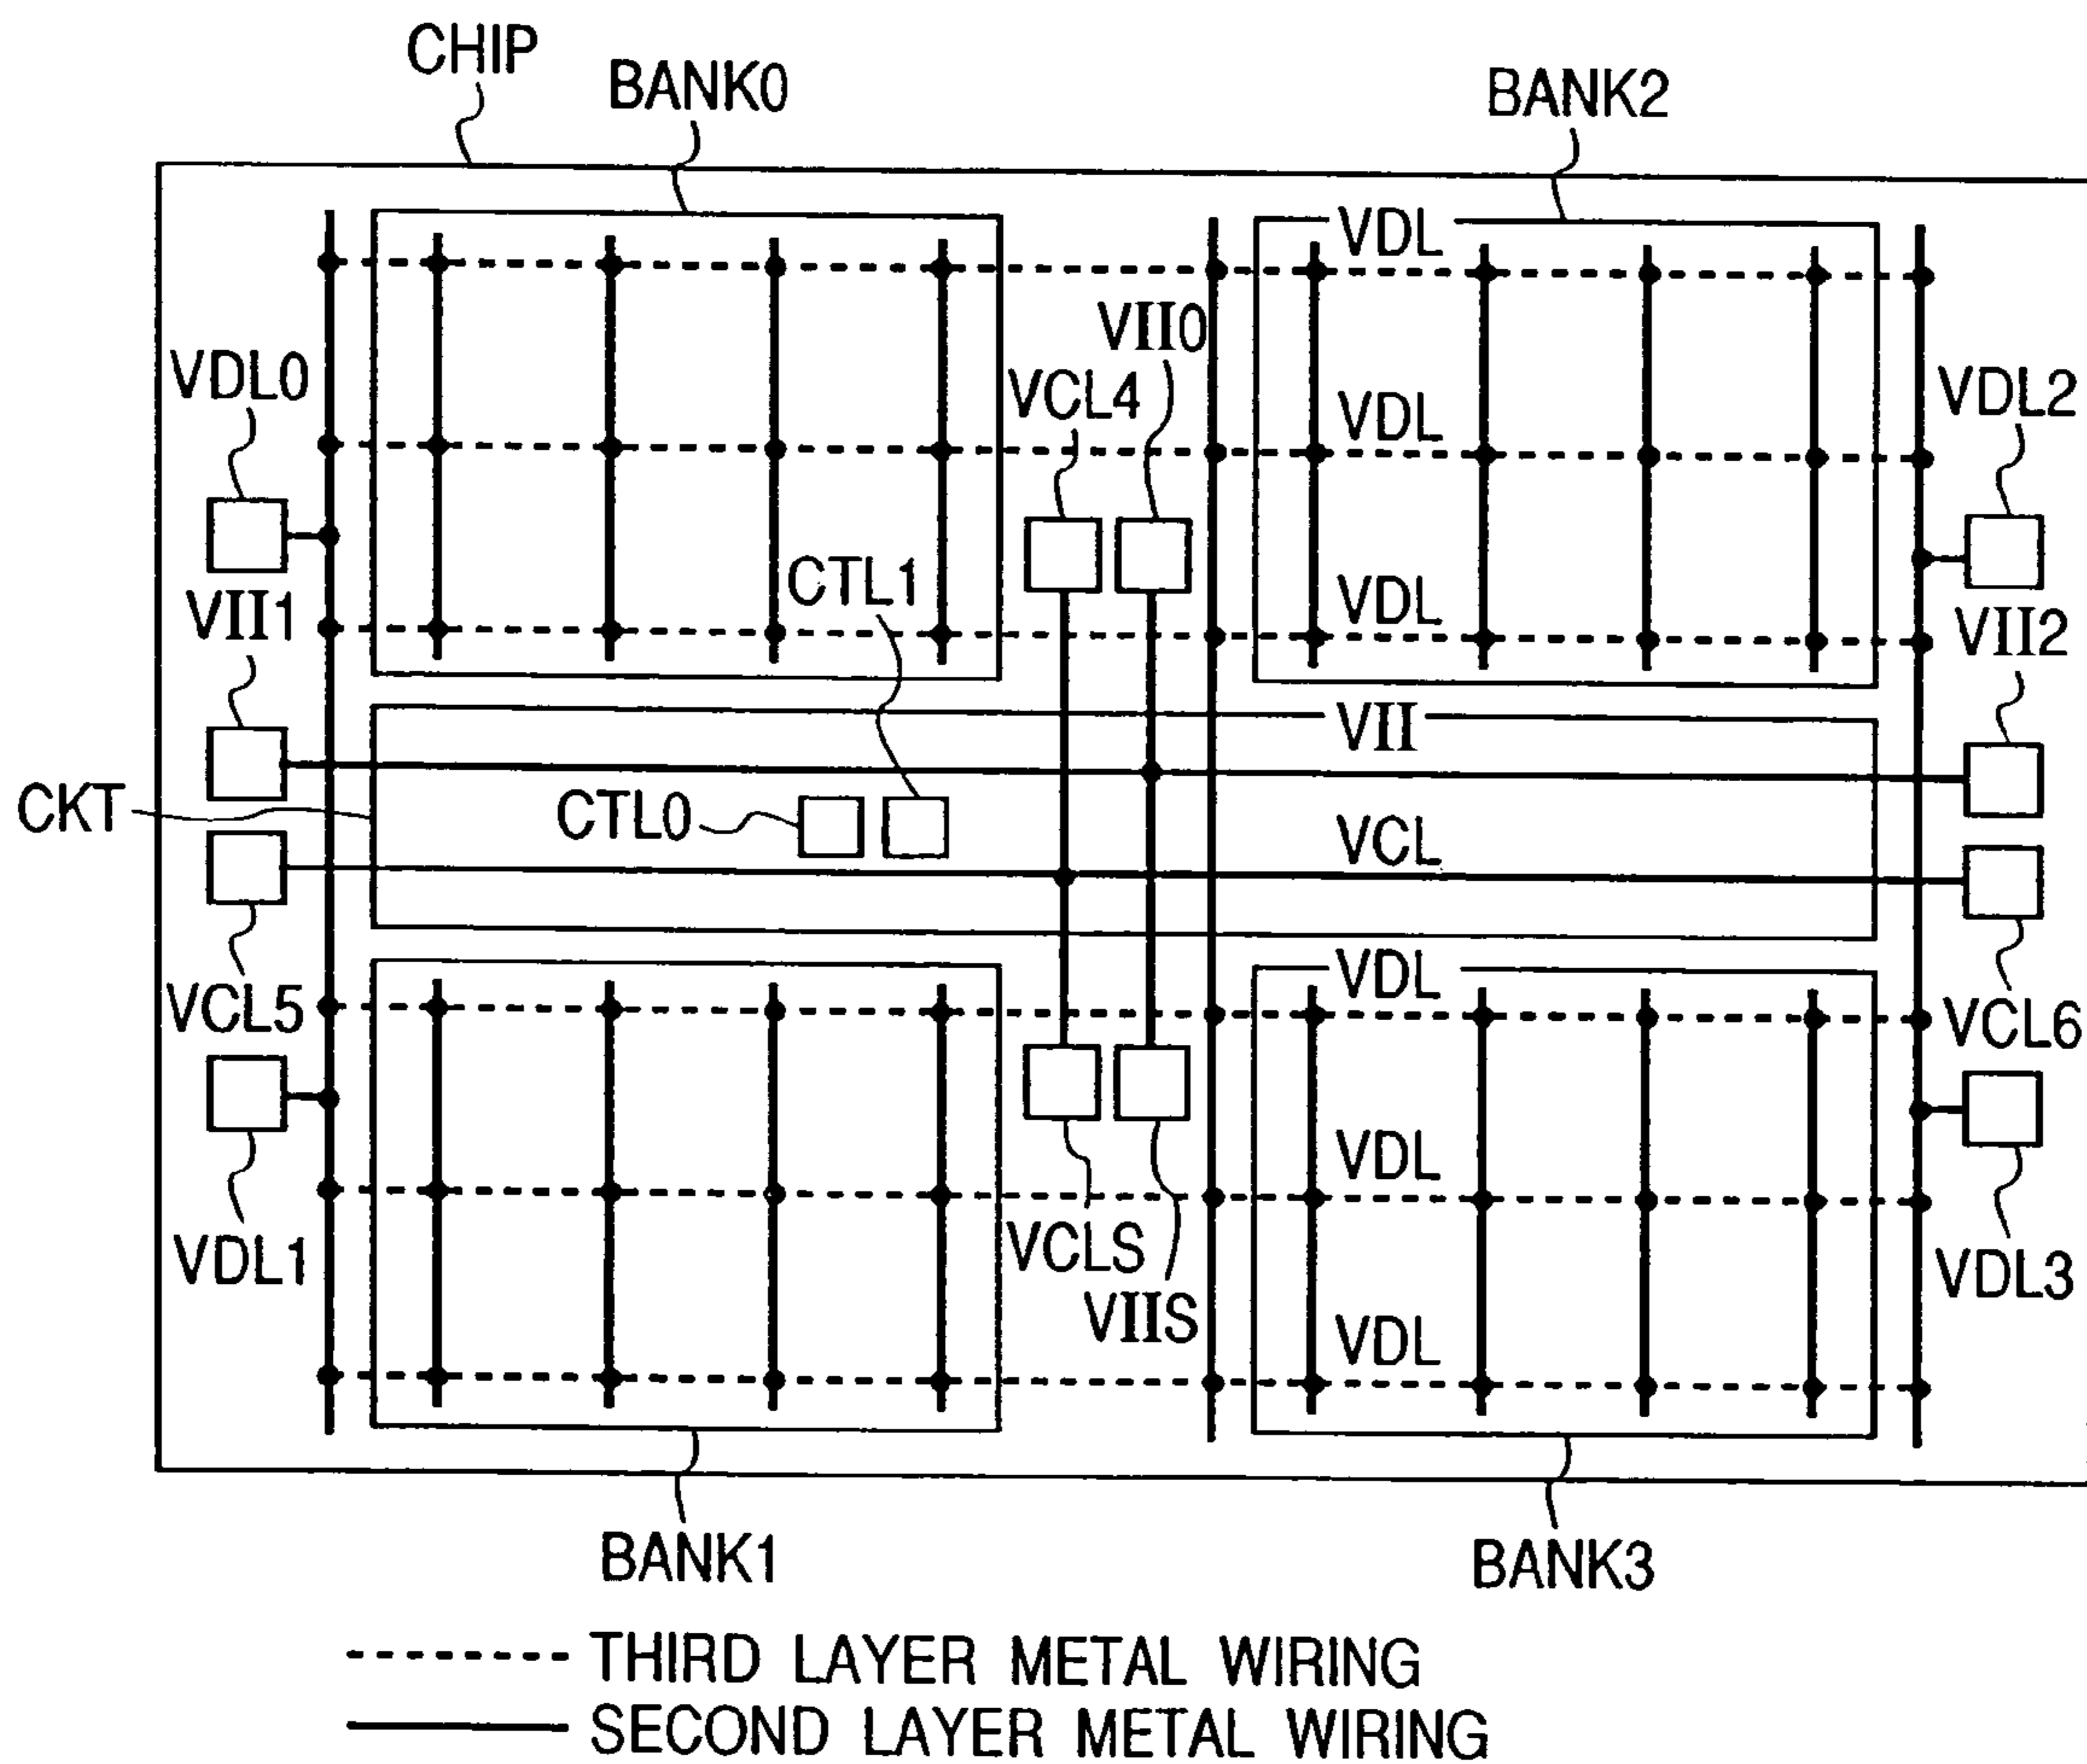 CHIP
BANK0
BANK2
VDL
VII0
VDL0
VCL4
VDL2
VDL
CTL1
VII1
VDL
VII2
VII
CKT
CTL0
VCL
VDL
VCL5
VCL6
VDL
VDL1
VCLS
VDL3
VIIS
VDL
BANK1
BANK3
THIRD LAYER METAL WIRING
SECOND LAYER METAL WIRING